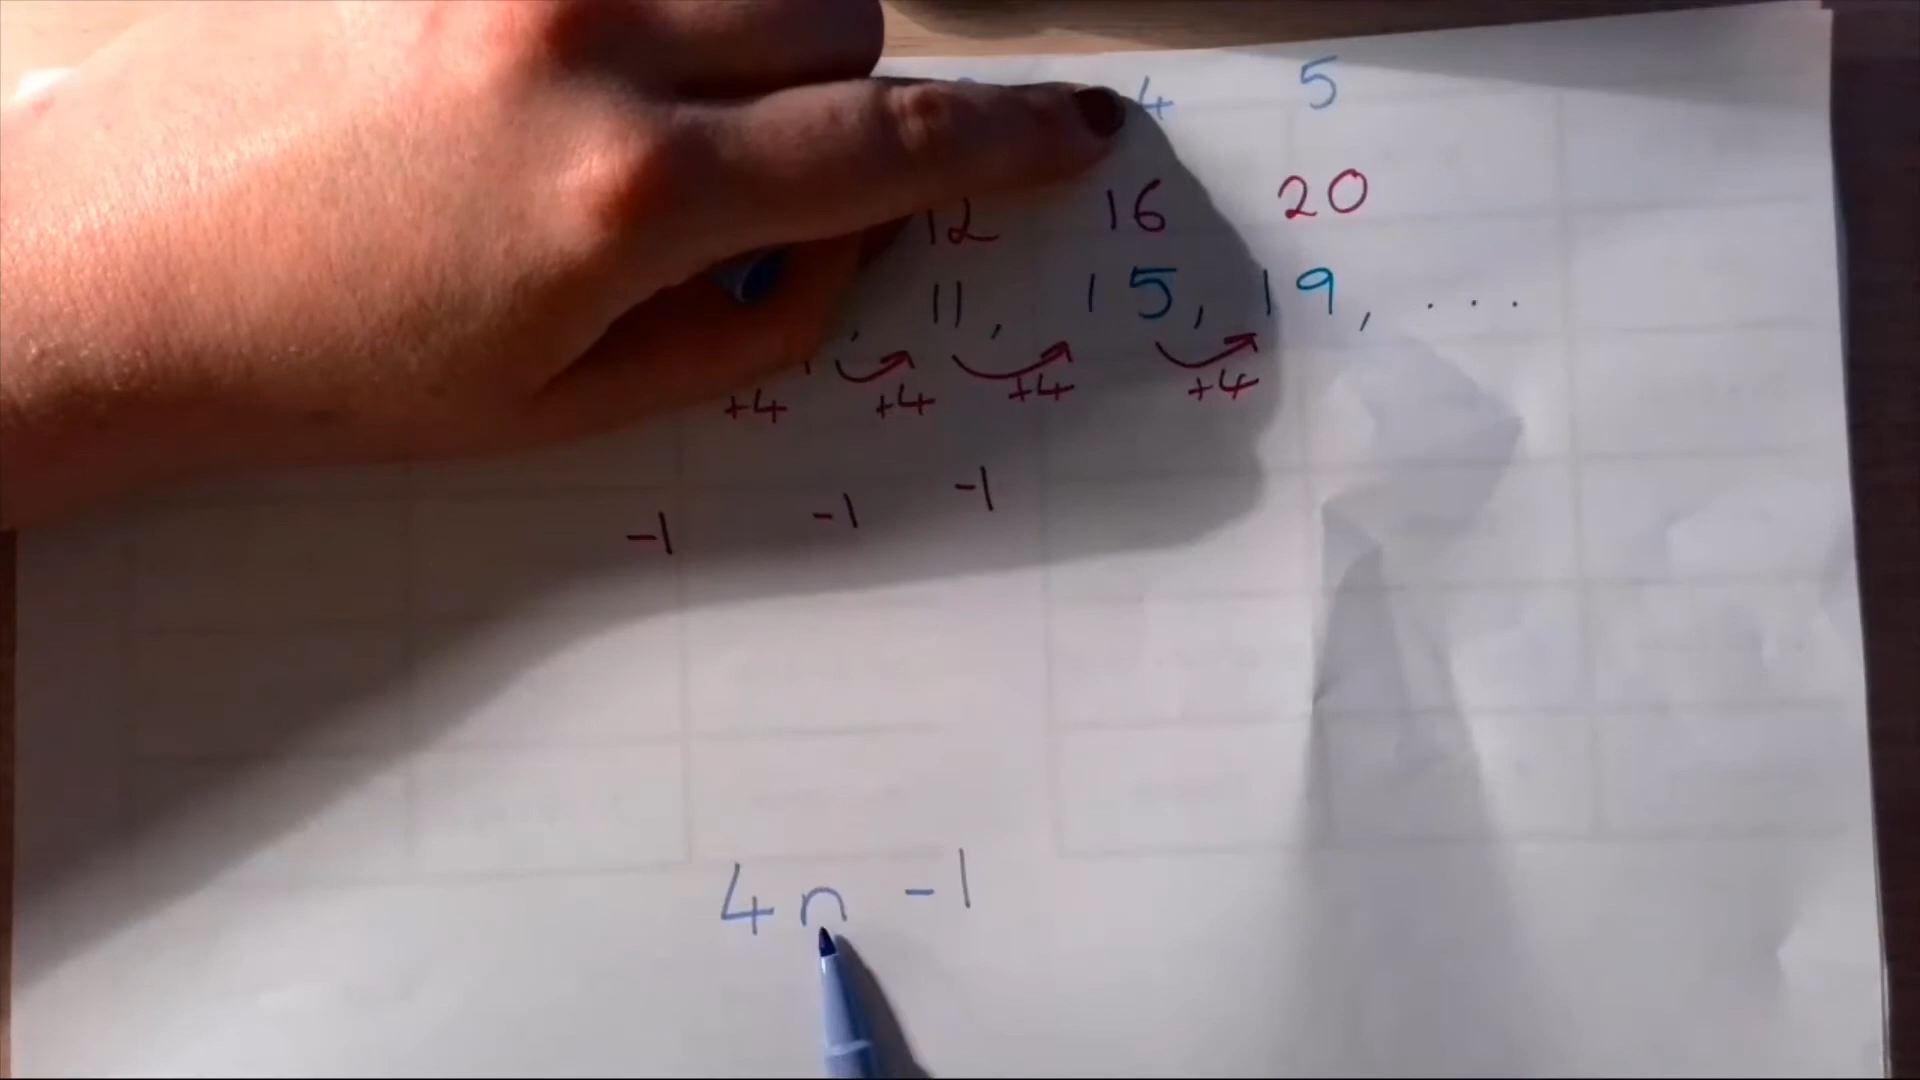 4 5
12 16 20
, 11, 15, 19, ...
+4 +4 +4 +4
-1 -1 -1
4n -1